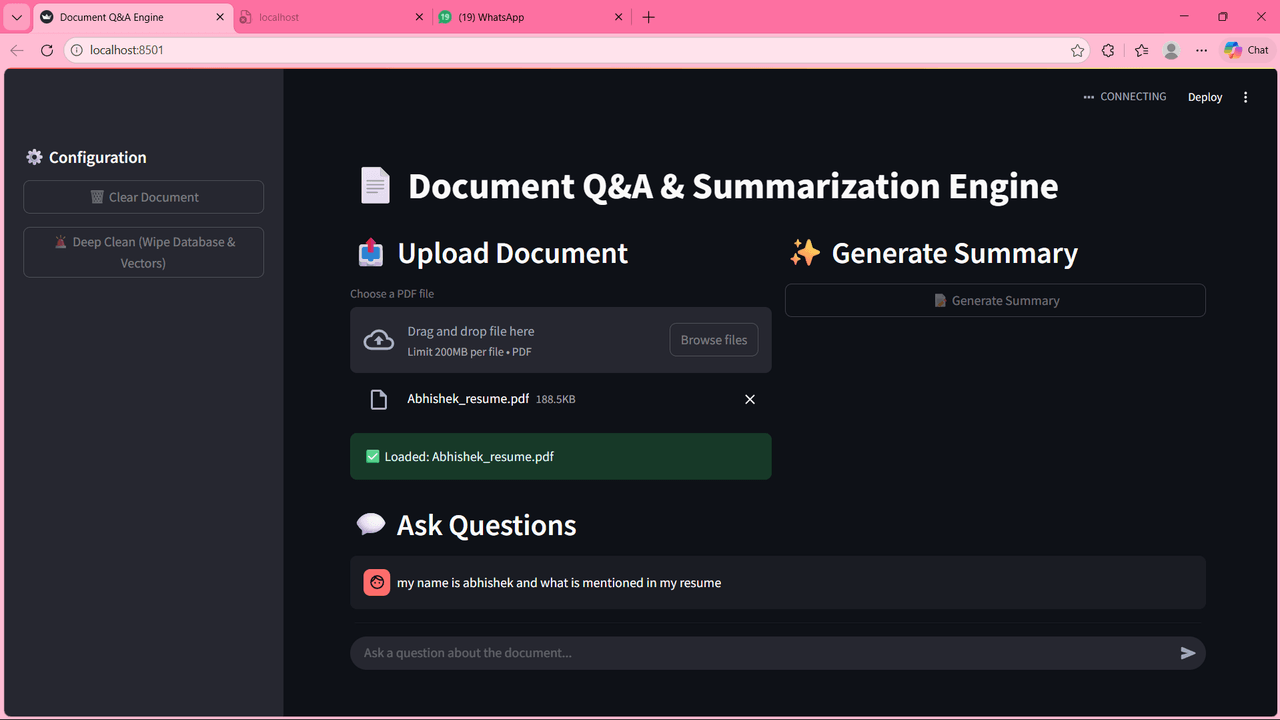 Document Q&A Engine
localhost
19
(19) WhatsApp
localhost:8501
Chat
CONNECTING
Deploy
Configuration
Clear Document
Deep Clean (Wipe Database &
Vectors)
Document Q&A & Summarization Engine
Upload Document
Choose a PDF file
Drag and drop file here
Limit 200MB per file • PDF
Browse files
Abhishek_resume.pdf 188.5KB
Loaded: Abhishek_resume.pdf
Generate Summary
Generate Summary
Ask Questions
my name is abhishek and what is mentioned in my resume
Ask a question about the document...